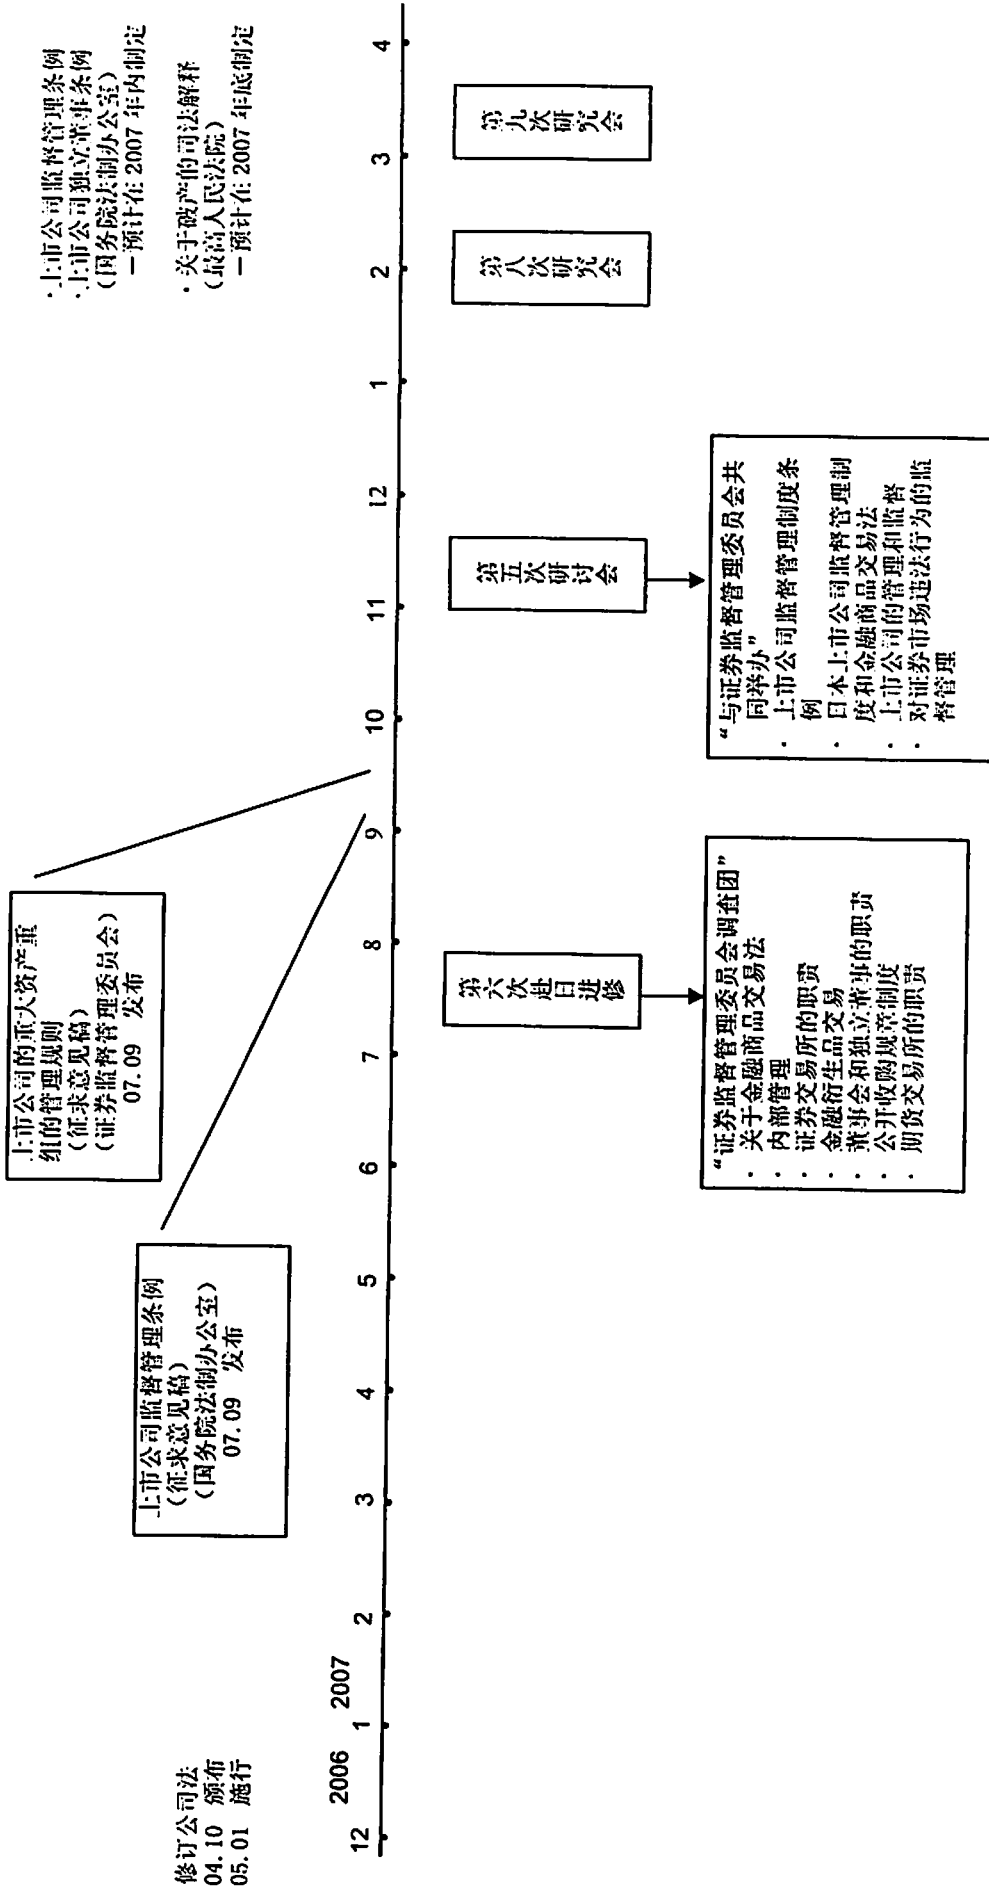 修订公司法
04.10 颁布
05.01 施行
上市公司监督管理条例
（征求意见稿）
（国务院法制办公室）
07.09 发布
上市公司的重大资产重
组的管理规则
（征求意见稿）
（证券监督管理委员会）
07.09 发布
·上市公司监督管理条例
·上市公司独立董事条例
（国务院法制办公室）
－预计在 2007 年内制定
·关于破产的司法解释
（最高人民法院）
－预计在 2007 年底制定
2006 2007
12 1 2 3 4 5 6 7 8 9 10 11 12 1 2 3 4
第六次赴日进修
第五次研讨会
第八次研究会
第九次研究会
“证券监督管理委员会调查团”
· 关于金融商品交易法
· 内部管理
· 证券交易所的职责
· 金融衍生品交易
· 董事会和独立董事的职责
· 公开收购规章制度
· 期货交易所的职责
“与证券监督管理委员会共
同举办”
· 上市公司监督管理制度条
例
· 日本上市公司监督管理制
度和金融商品交易法
· 上市公司的管理和监督
· 对证券市场违法行为的监
督管理